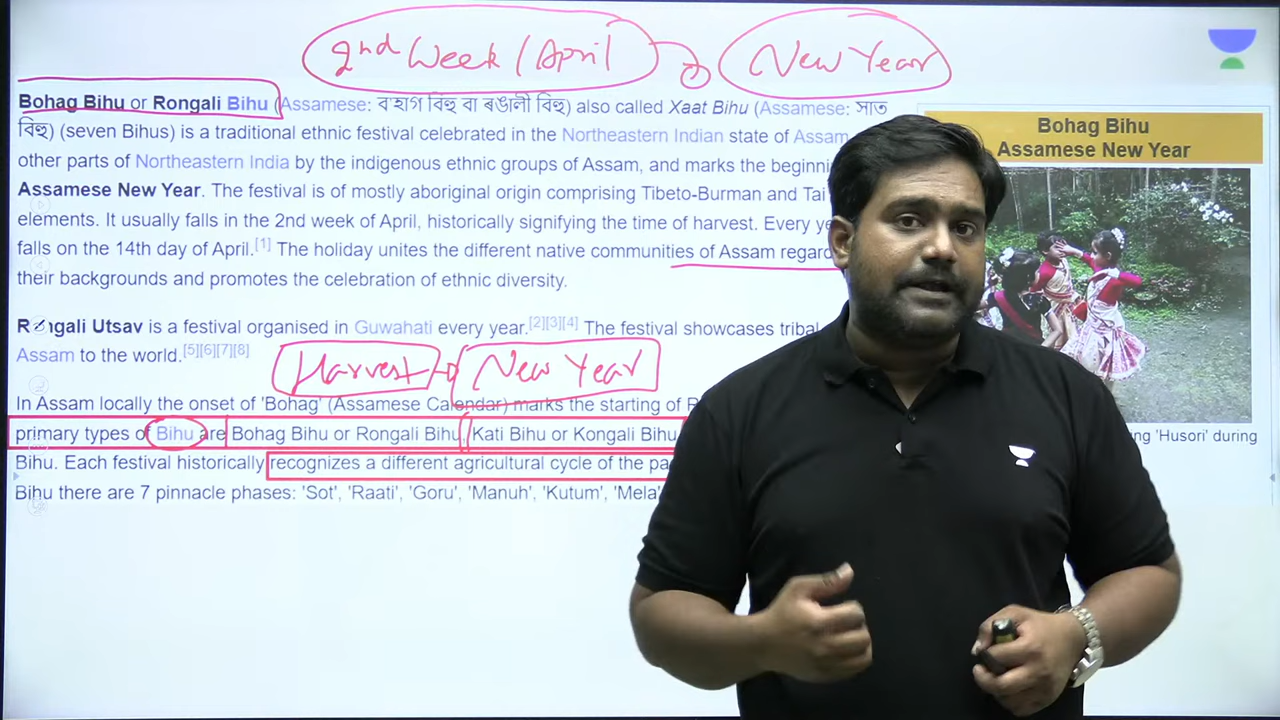 2nd Week / April New Year
Bohag Bihu or Rongali Bihu (Assamese: ব'হাগ বিহু বা ৰঙালী বিহু) also called Xaat Bihu (Assamese: সাত
বিহু) (seven Bihus) is a traditional ethnic festival celebrated in the Northeastern Indian state of Assam
other parts of Northeastern India by the indigenous ethnic groups of Assam, and marks the
Assamese New Year. The festival is of mostly aboriginal origin comprising Tibeto-Burman and Tai
elements. It usually falls in the 2nd week of April, historically signifying the time of harvest. Every
falls on the 14th day of April.[1] The holiday unites the different native communities of Assam
their backgrounds and promotes the celebration of ethnic diversity.
Rongali Utsav is a festival organised in Guwahati every year.[2][3][4] The festival showcases tribal
Assam to the world.[5][6][7][8]
Harvest New Year
In Assam locally the onset of 'Bohag' (Assamese Calendar) marks the starting of
primary types of Bihu are Bohag Bihu or Rongali Bihu, Kati Bihu or Kongali Bihu
Bihu. Each festival historically recognizes a different agricultural cycle of the
Bihu there are 7 pinnacle phases: 'Sot', 'Raati', 'Goru', 'Manuh', 'Kutum', 'Mela'
Bohag Bihu
Assamese New Year
'Husori' during